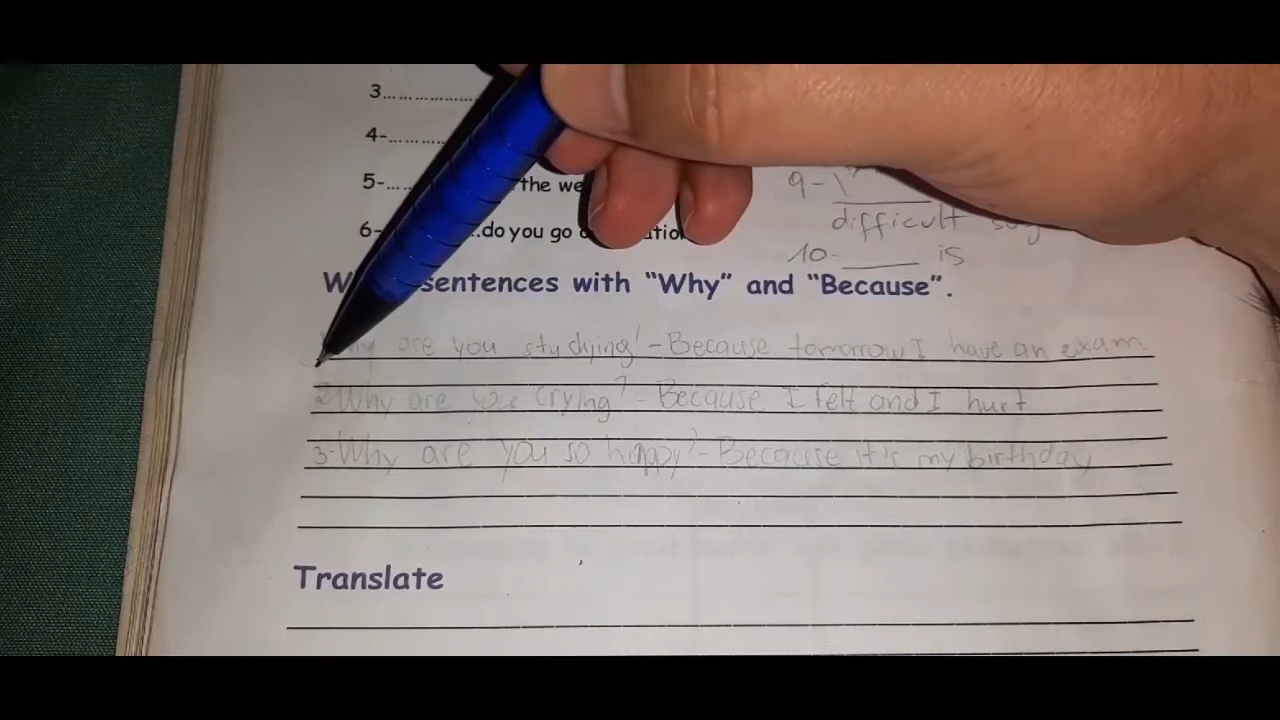 3................
4-..........
5-...... the we
9-
6- ..do you go
difficult
10-______ is
sentences with “Why” and “Because”.
are you studying? - Because tomorrow I have an exam.
2-Why are you crying? - Because I felt and I hurt
3-Why are you so happy? - Because it's my birthday
Translate